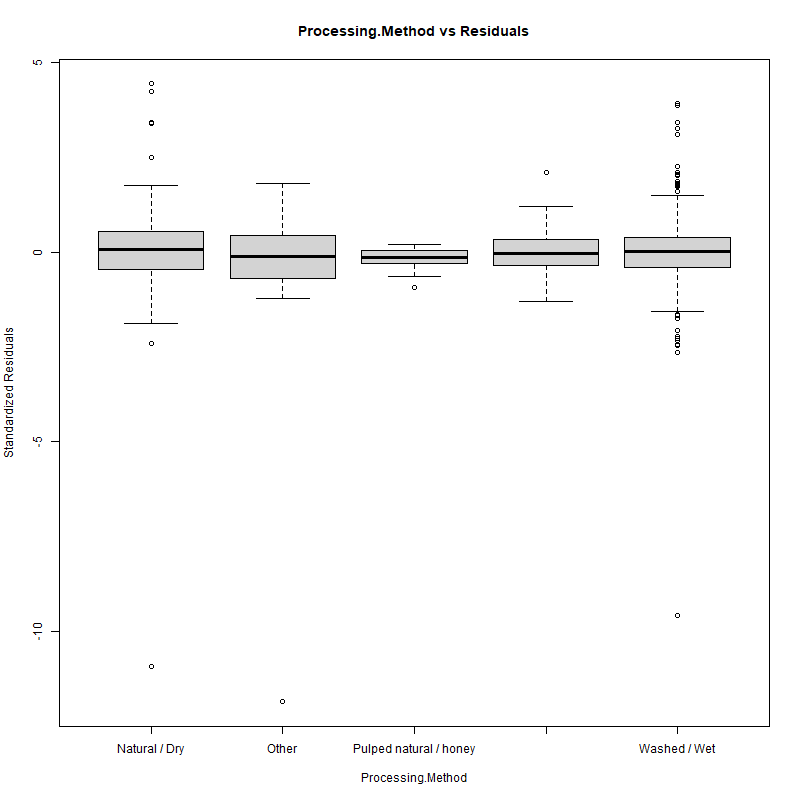 Processing.Method vs Residuals
Standardized Residuals
5
0
-5
-10
Natural / Dry
Other
Pulped natural / honey
Washed / Wet
Processing.Method